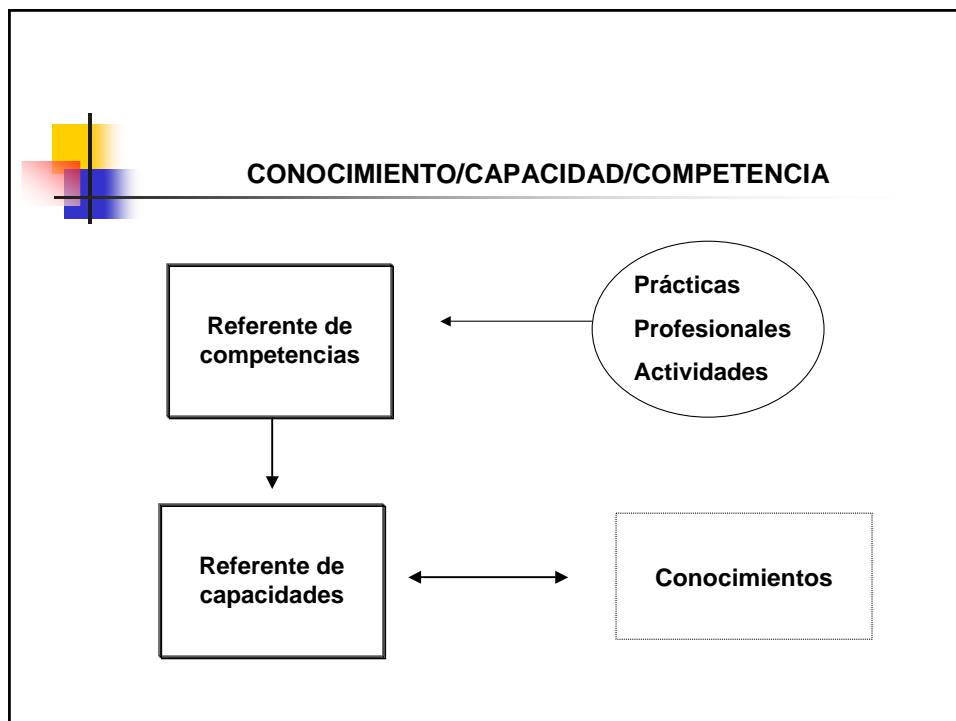 CONOCIMIENTO/CAPACIDAD/COMPETENCIA
Referente de
competencias
Prácticas
Profesionales
Actividades
Referente de
capacidades
Conocimientos